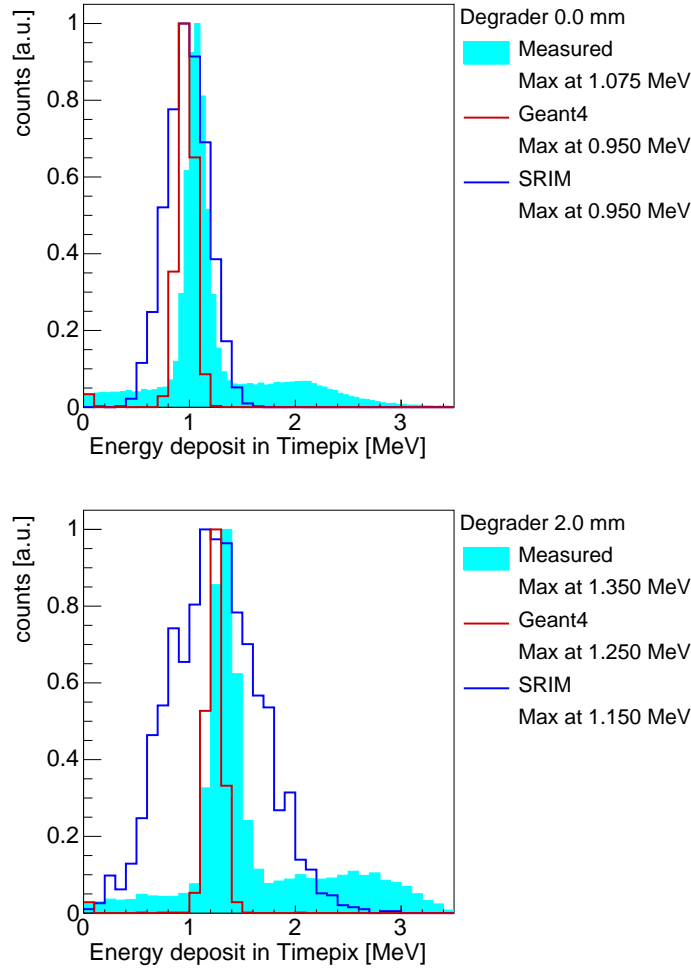 Degrader 0.0 mm
Measured
Max at 1.075 MeV
Geant4
Max at 0.950 MeV
SRIM
Max at 0.950 MeV
counts [a.u.]
1
0.8
0.6
0.4
0.2
0
0 1 2 3
Energy deposit in Timepix [MeV]
Degrader 2.0 mm
Measured
Max at 1.350 MeV
Geant4
Max at 1.250 MeV
SRIM
Max at 1.150 MeV
counts [a.u.]
1
0.8
0.6
0.4
0.2
0
0 1 2 3
Energy deposit in Timepix [MeV]